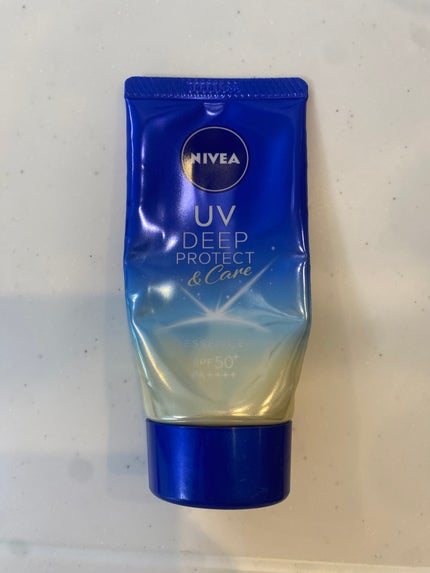 NIVEA
UV
DEEP
PROTECT
& Care
ESSENCE
SPF50+
PA++++